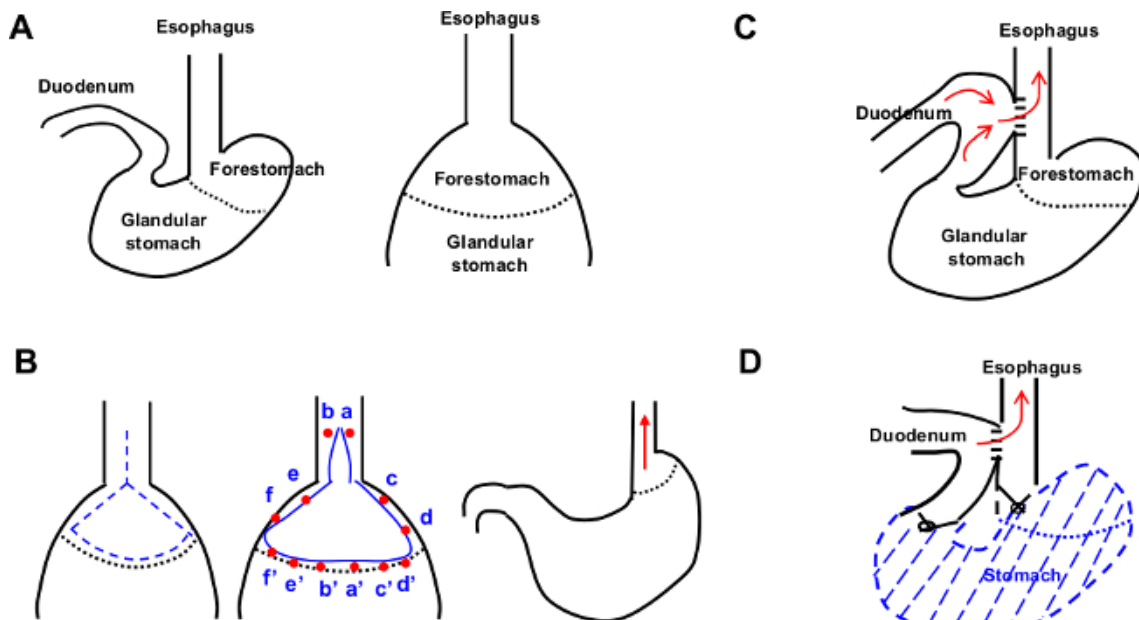 A
Esophagus
Duodenum
Forestomach
Glandular
stomach
Esophagus
Forestomach
Glandular
stomach
C
Esophagus
Duodenum
Forestomach
Glandular
stomach
B
b a
e
c
f
d
f' e' b' a' c' d'
D
Esophagus
Duodenum
Stomach